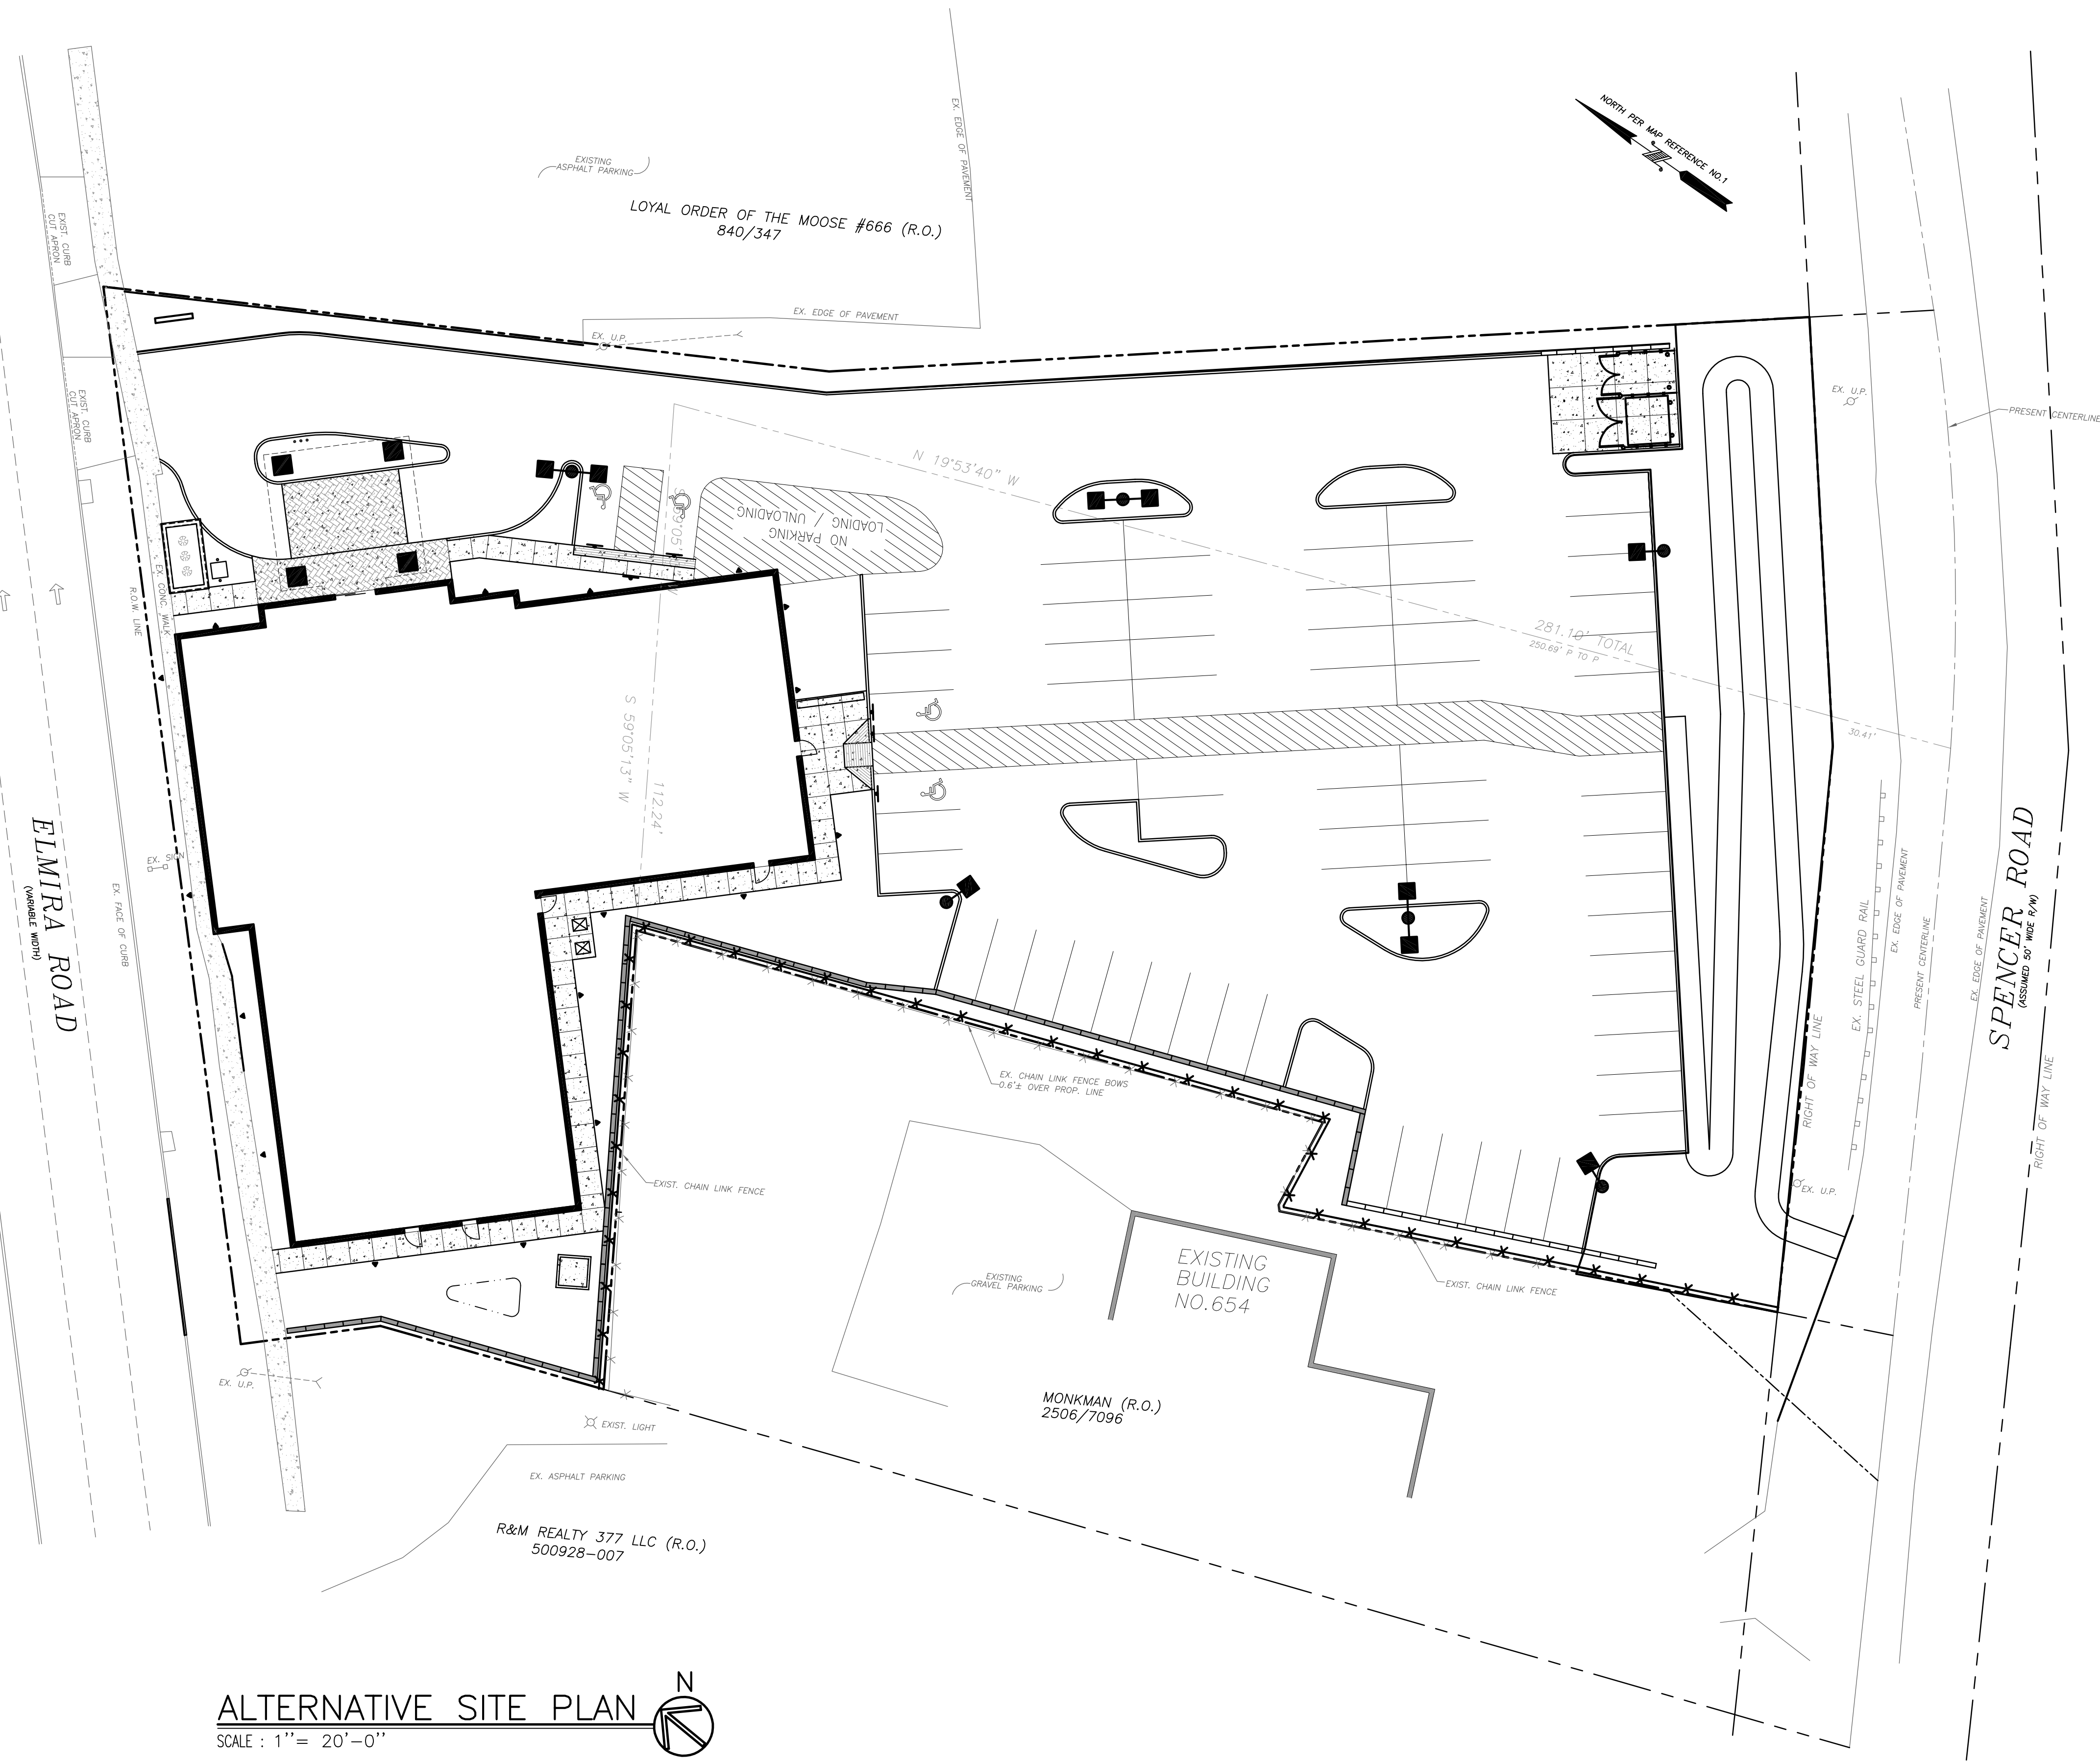 NORTH PER MAP REFERENCE NO.1
EX. EDGE OF PAVEMENT
EXISTING
ASPHALT PARKING
LOYAL ORDER OF THE MOOSE #666 (R.O.)
840/347
EXIST. CURB
CUT APRON
EX. EDGE OF PAVEMENT
EX. U.P.
EXIST. CURB
CUT APRON
EX. U.P.
PRESENT CENTERLINE
N 19°53'40" W
NO PARKING
LOADING / UNLOADING
EX. CONC. WALK
R.O.W. LINE
281.10' TOTAL
250.69' P TO P
30.41'
S 59°05'13" W
112.24'
ELMIRA ROAD
(VARIABLE WIDTH)
EX. SIGN
EX. FACE OF CURB
EX. STEEL GUARD RAIL
EX. EDGE OF PAVEMENT
PRESENT CENTERLINE
EX. EDGE OF PAVEMENT
SPENCER ROAD
(ASSUMED 50' WIDE R/W)
RIGHT OF WAY LINE
RIGHT OF WAY LINE
EX. CHAIN LINK FENCE BOWS
0.6'± OVER PROP. LINE
EXIST. CHAIN LINK FENCE
EX. U.P.
EXISTING
BUILDING
NO.654
EXISTING
GRAVEL PARKING
EXIST. CHAIN LINK FENCE
EX. U.P.
MONKMAN (R.O.)
2506/7096
EXIST. LIGHT
EX. ASPHALT PARKING
R&M REALTY 377 LLC (R.O.)
500928-007
ALTERNATIVE SITE PLAN
N
SCALE : 1''= 20'-0''